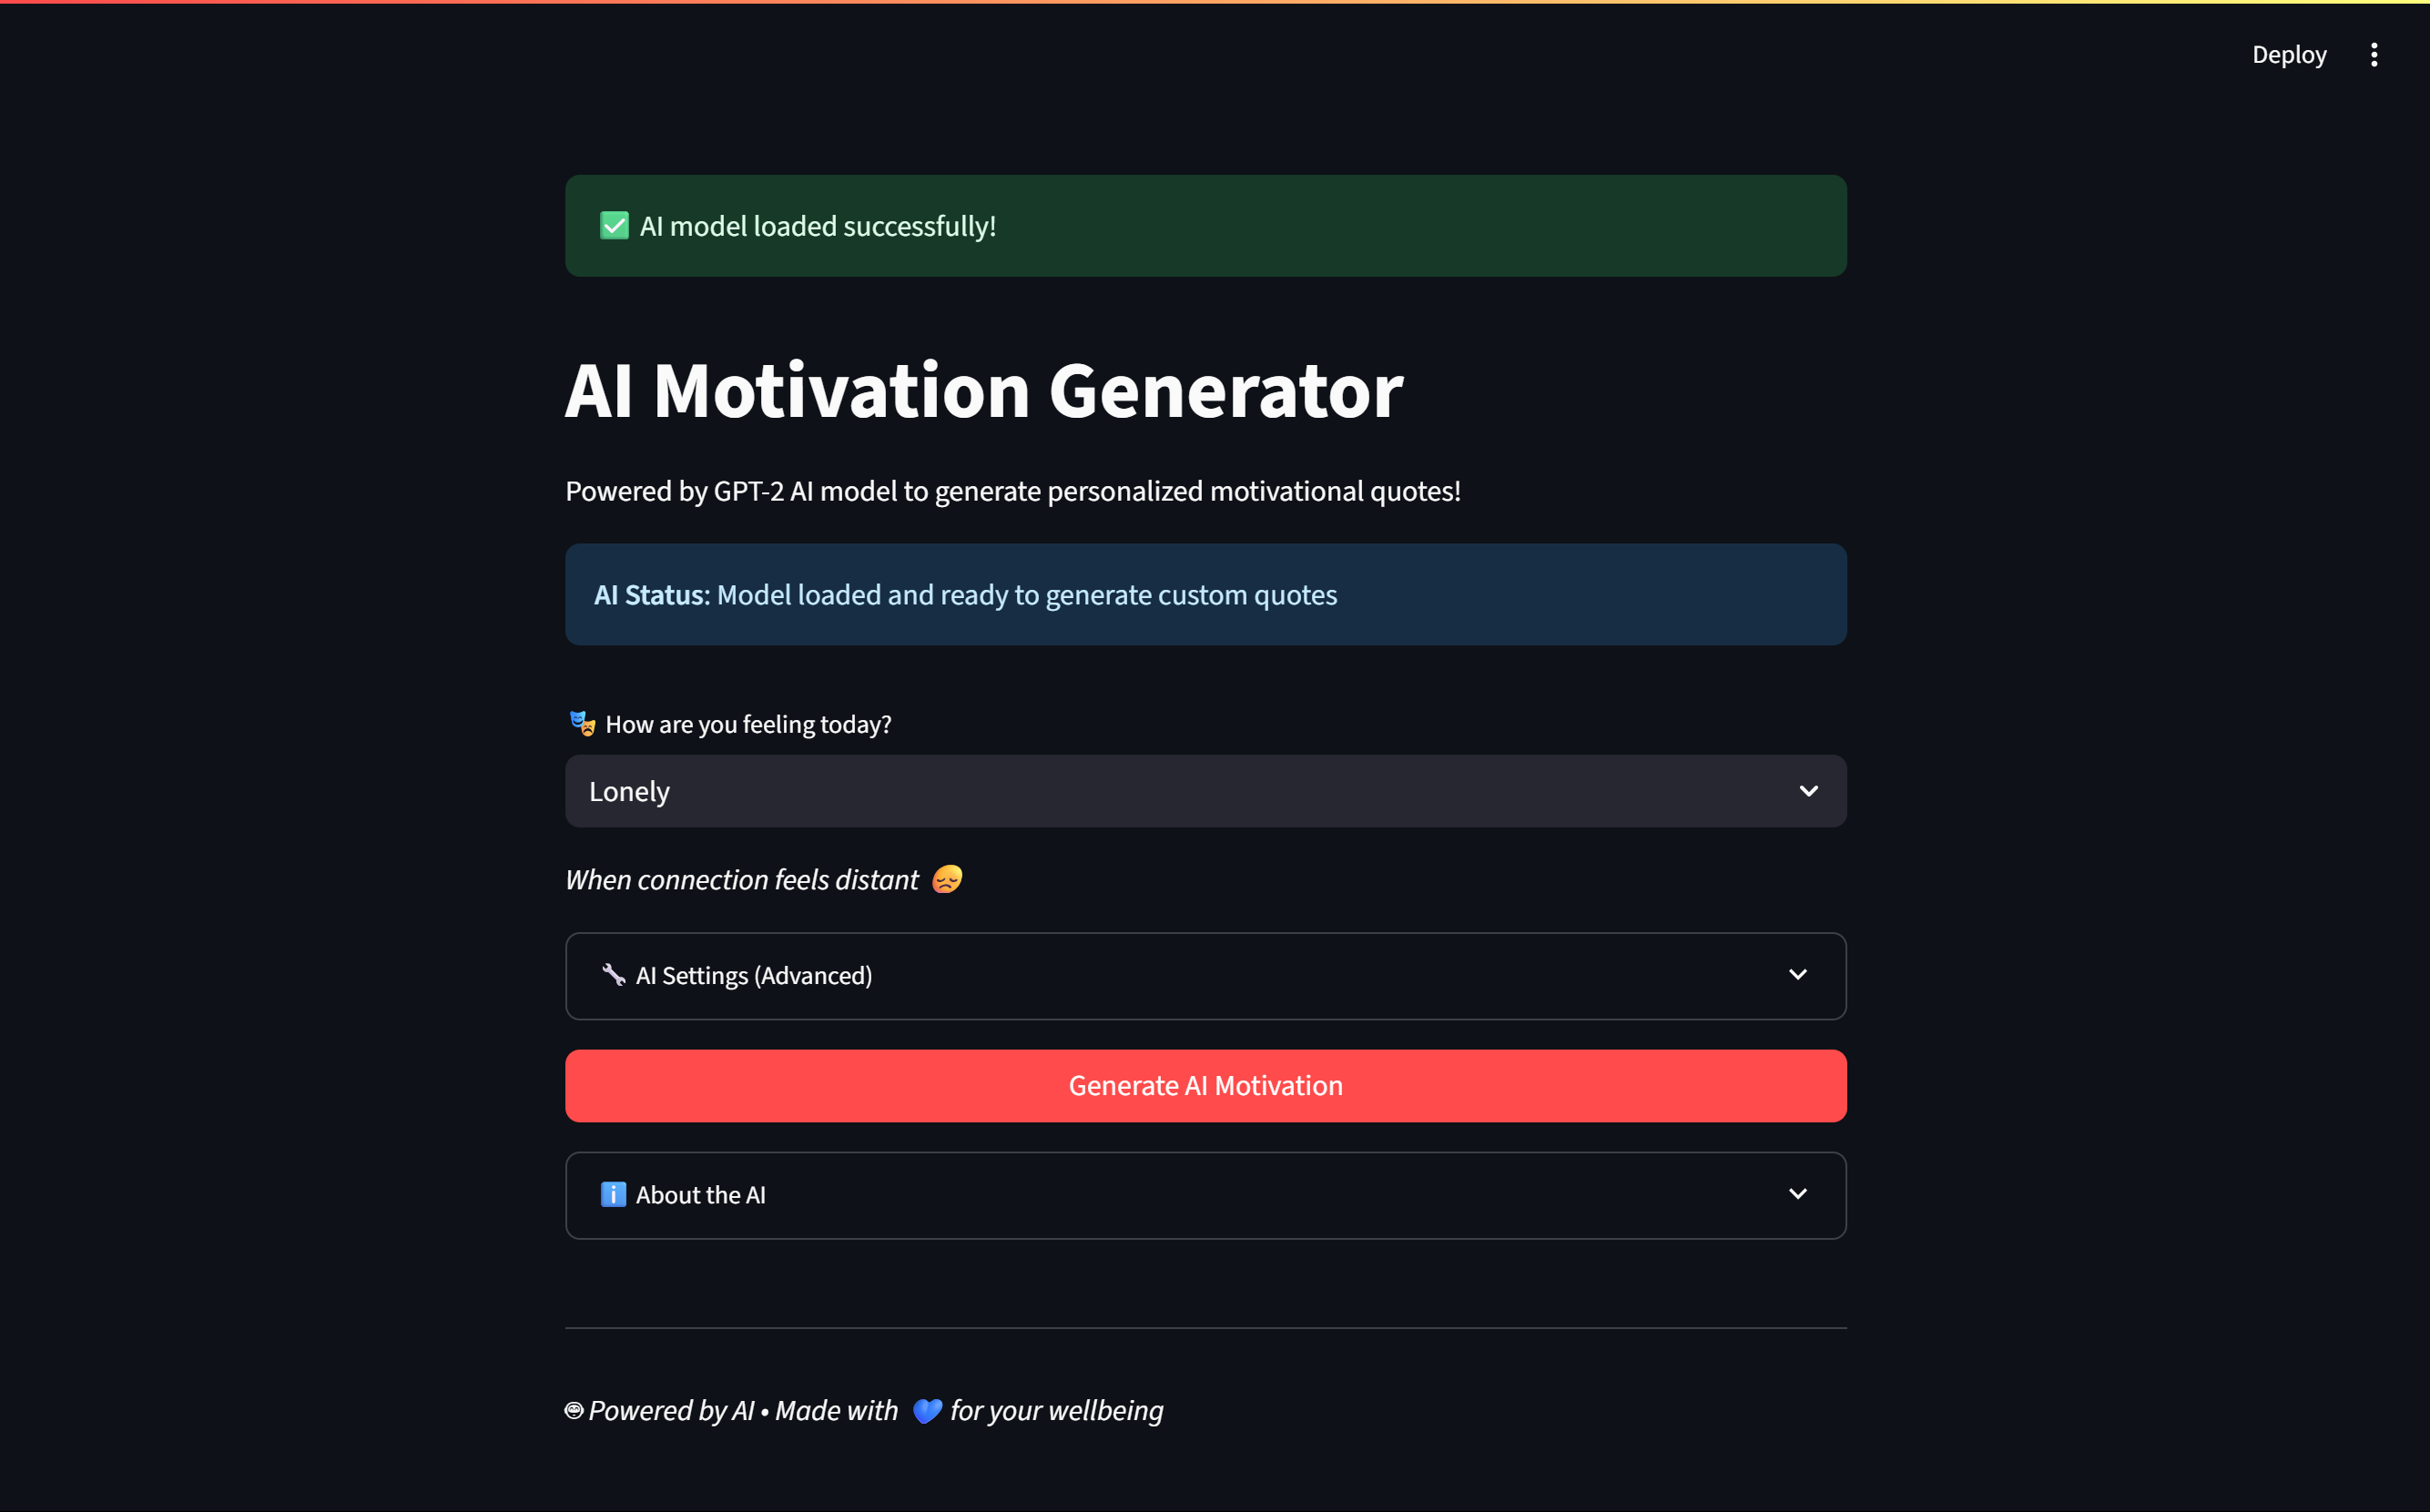 Deploy
✅ AI model loaded successfully!
AI Motivation Generator
Powered by GPT-2 AI model to generate personalized motivational quotes!
AI Status: Model loaded and ready to generate custom quotes
🎭 How are you feeling today?
Lonely
When connection feels distant 😞
🔧 AI Settings (Advanced)
Generate AI Motivation
ℹ️ About the AI
Powered by AI • Made with 💙 for your wellbeing